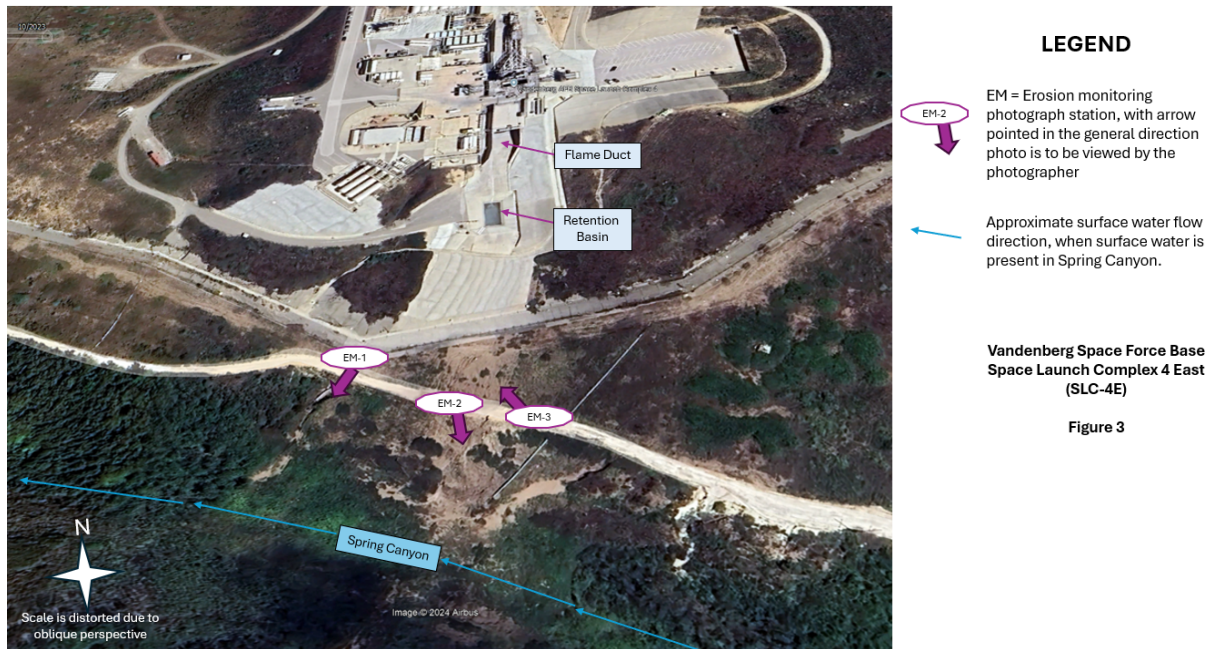 10/2023
Flame Duct
Retention
Basin
EM-1
EM-2
EM-3
Spring Canyon
N
Scale is distorted due to
oblique perspective
Image © 2024 Airbus
LEGEND
EM-2
EM = Erosion monitoring
photograph station, with arrow
pointed in the general direction
photo is to be viewed by the
photographer
Approximate surface water flow
direction, when surface water is
present in Spring Canyon.
Vandenberg Space Force Base
Space Launch Complex 4 East
(SLC-4E)
Figure 3